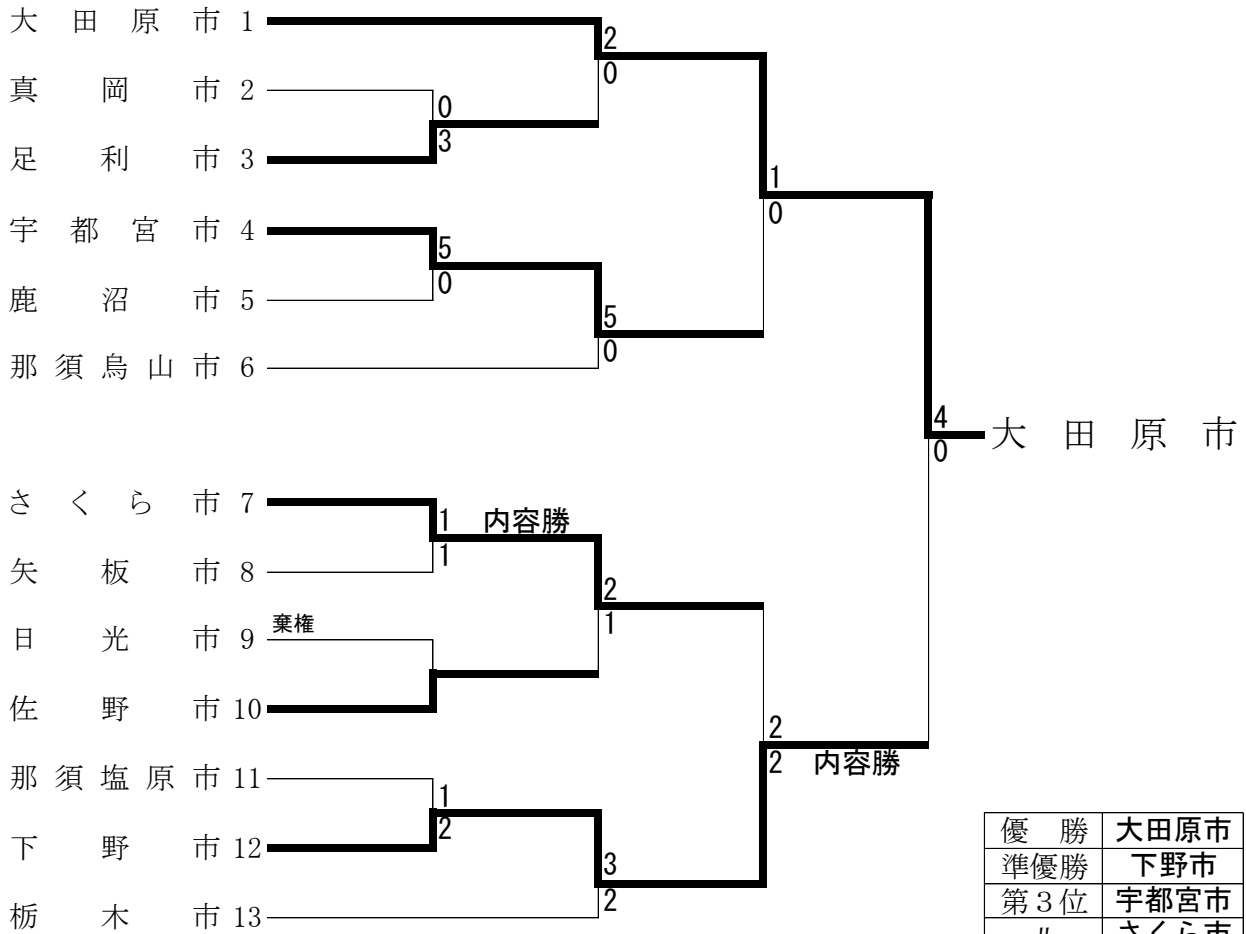 大田原市 1
2
0
真岡市 2
0
3
足利市 3
1
0
宇都宮市 4
5
0
鹿沼市 5
5
0
那須烏山市 6
4
0
大田原市
さくら市 7
1
1
内容勝
矢板市 8
2
1
日光市 9
棄権
佐野市 10
2
2
内容勝
那須塩原市 11
1
2
下野市 12
3
2
栃木市 13
優勝 大田原市
準優勝 下野市
第3位 宇都宮市
〃 さくら市